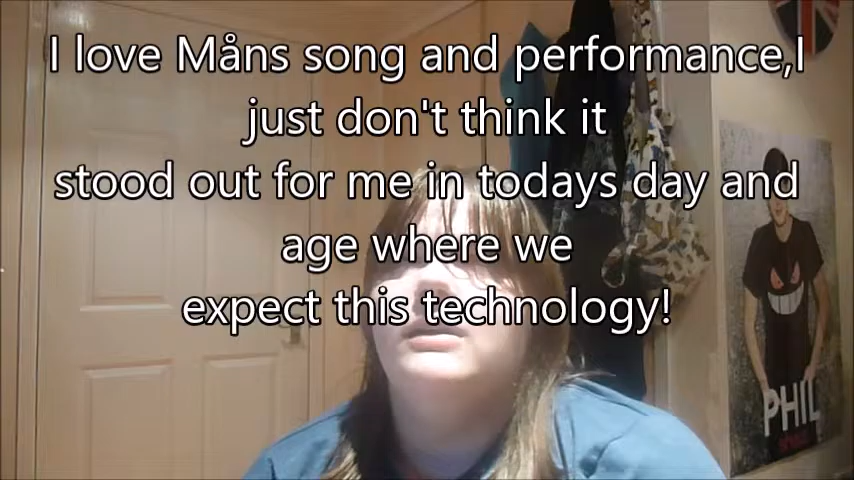 I love Måns song and performance,I
just don't think it
stood out for me in todays day and
age where we
expect this technology!
PHIL